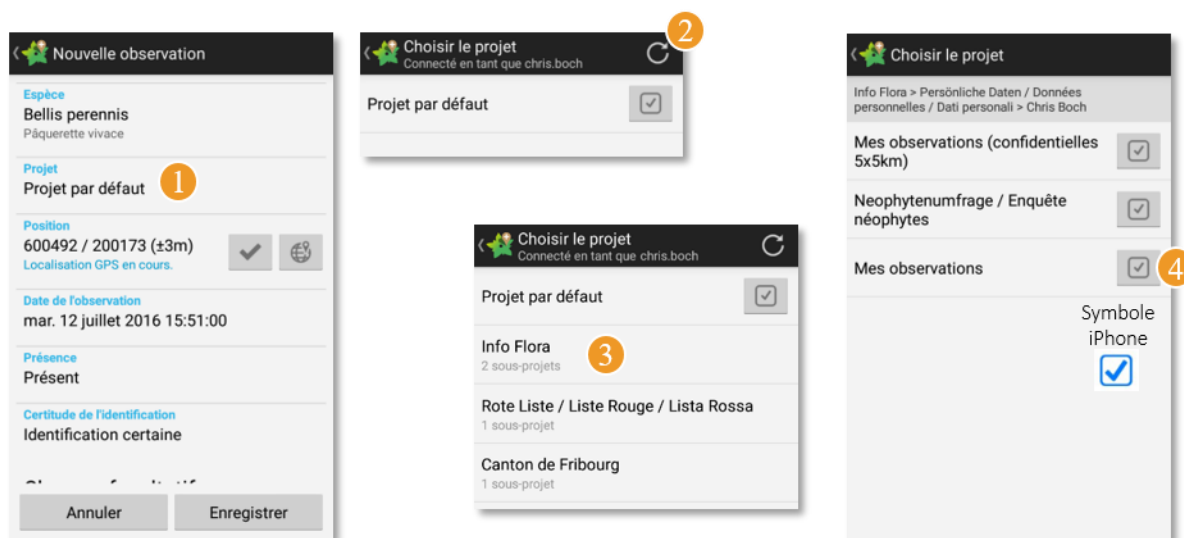 Nouvelle observation
Espèce
Bellis perennis
Pâquerette vivace
Projet
Projet par défaut
1
Position
600492 / 200173 (±3m)
Localisation GPS en cours.
Date de l'observation
mar. 12 juillet 2016 15:51:00
Présence
Présent
Certitude de l'identification
Identification certaine
Annuler
Enregistrer
2
Choisir le projet
Connecté en tant que chris.boch
Projet par défaut
Choisir le projet
Connecté en tant que chris.boch
Projet par défaut
Info Flora
2 sous-projets
3
Rote Liste / Liste Rouge / Lista Rossa
1 sous-projet
Canton de Fribourg
1 sous-projet
Choisir le projet
Info Flora > Persönliche Daten / Données
personnelles / Dati personali > Chris Boch
Mes observations (confidentielles
5x5km)
Neophytenumfrage / Enquête
néophytes
Mes observations
4
Symbole
iPhone